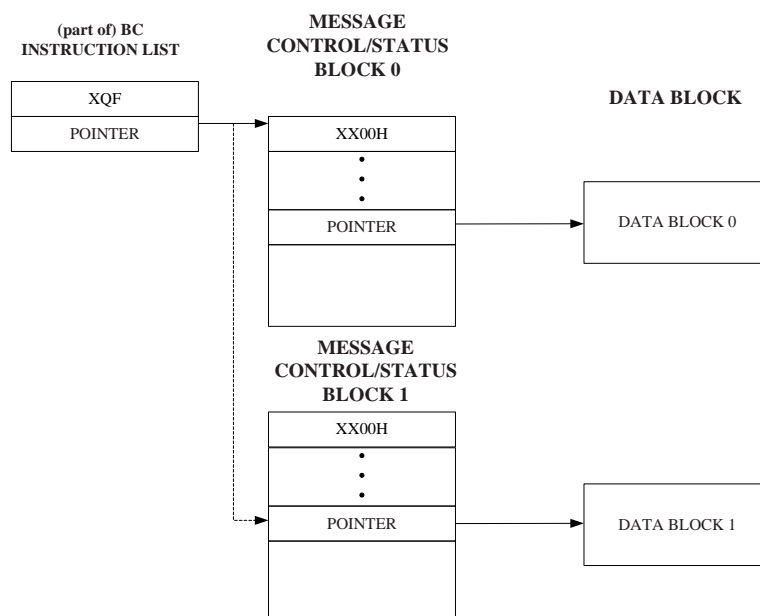 (part of) BC
INSTRUCTION LIST
XQF
POINTER
MESSAGE
CONTROL/STATUS
BLOCK 0
XX00H
POINTER
DATA BLOCK
DATA BLOCK 0
MESSAGE
CONTROL/STATUS
BLOCK 1
XX00H
POINTER
DATA BLOCK 1